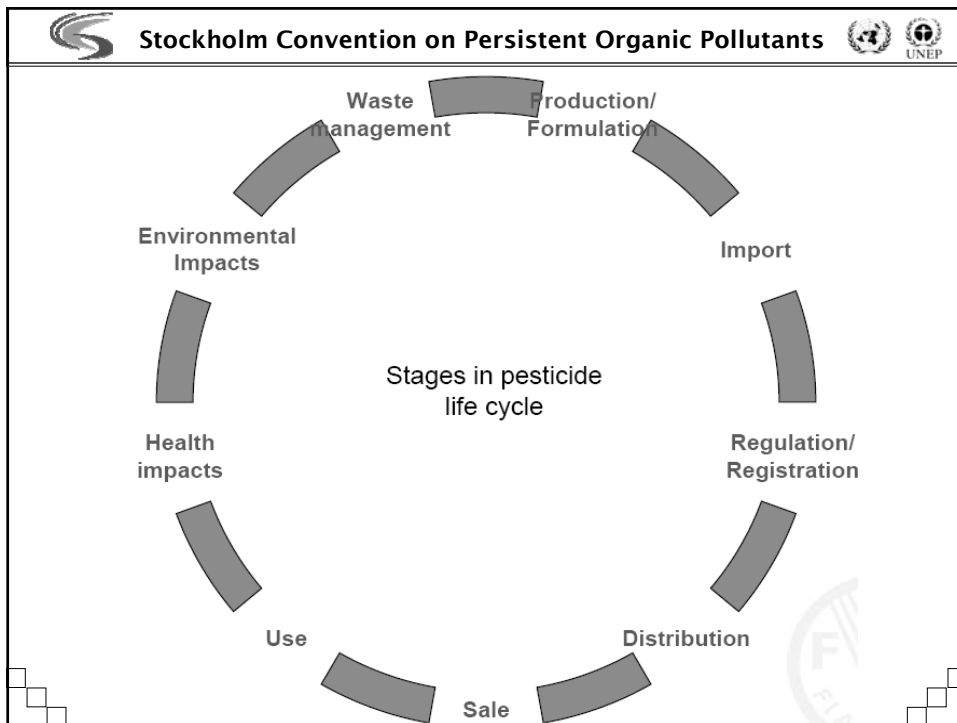 Stockholm Convention on Persistent Organic Pollutants
UNEP
Waste
management
Production/
Formulation
Environmental
Impacts
Import
Stages in pesticide
life cycle
Health
impacts
Regulation/
Registration
Use
Distribution
Sale